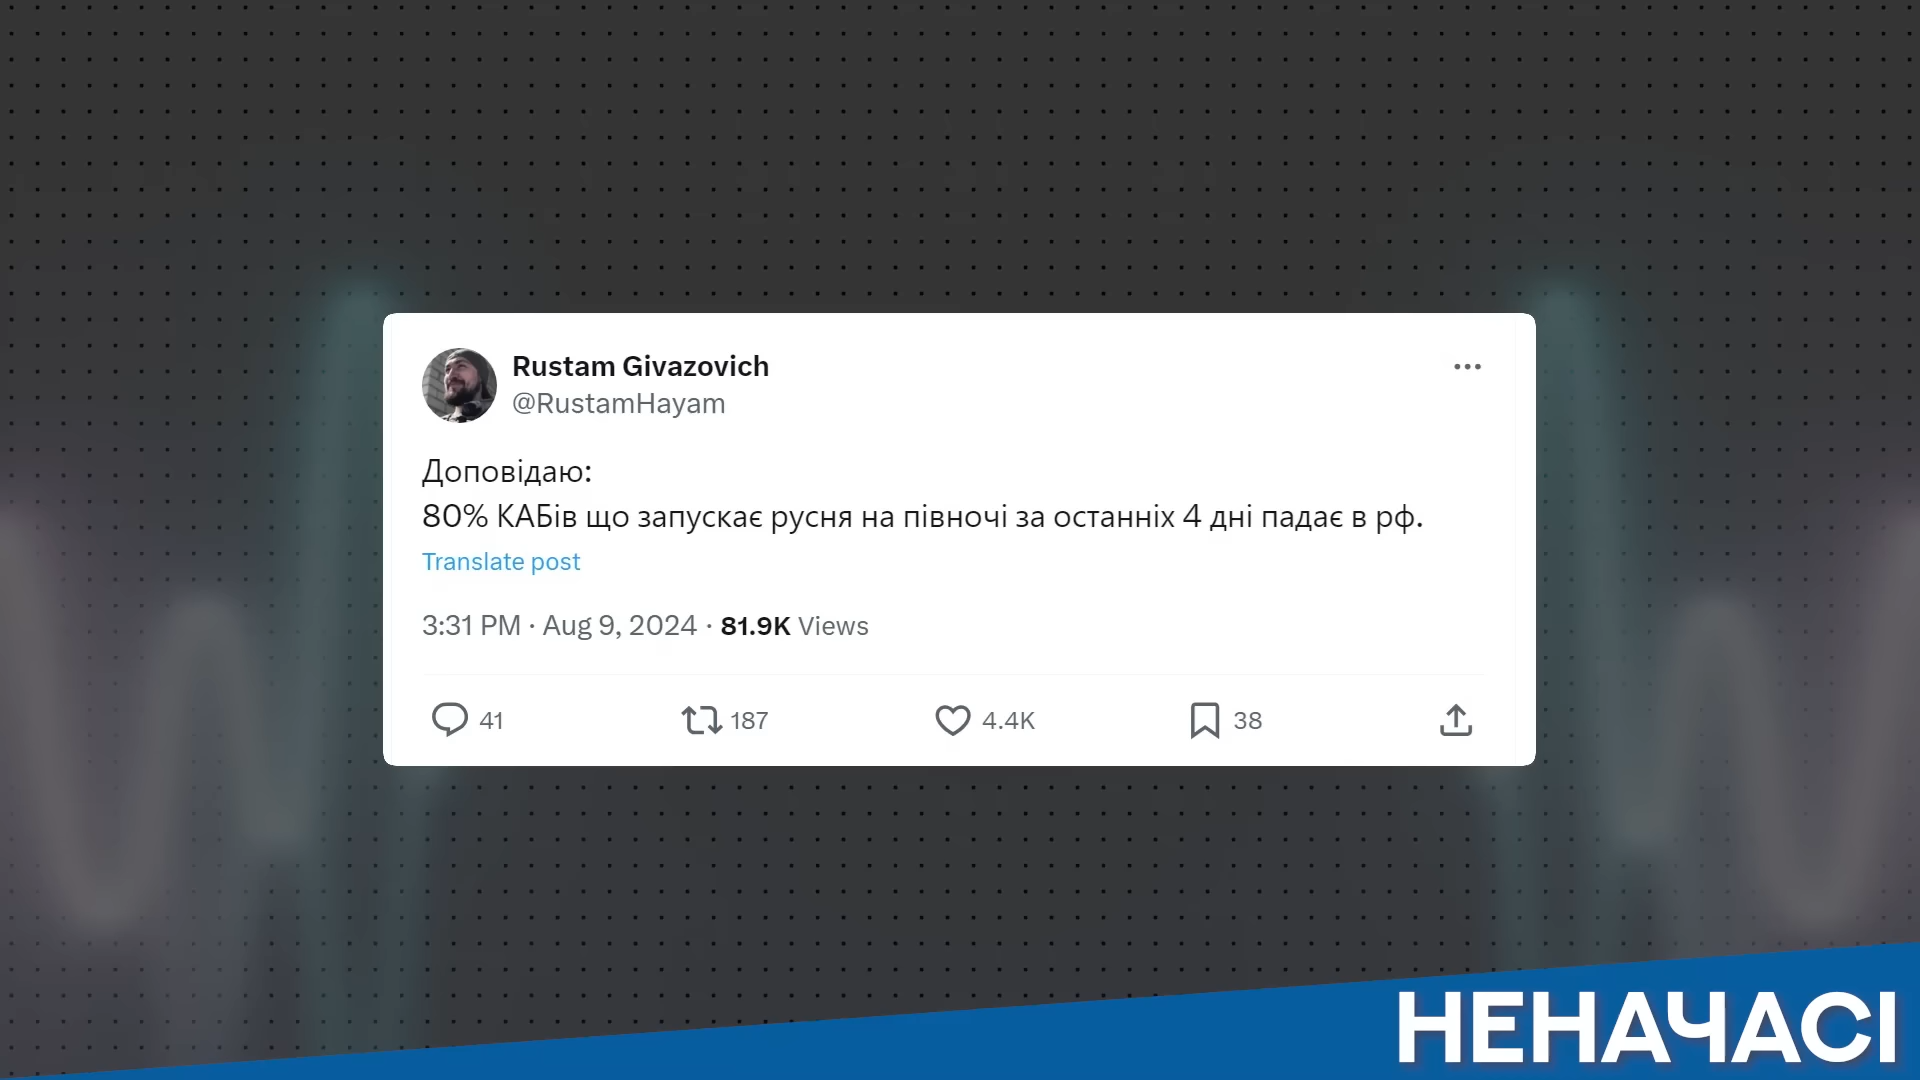 Rustam Givazovich
@RustamHayam
Доповідаю:
80% КАБів що запускає русня на півночі за останніх 4 дні падає в рф.
Translate post
3:31 PM · Aug 9, 2024 · 81.9K Views
41 187 4.4K 38
НЕНАЧАСІ